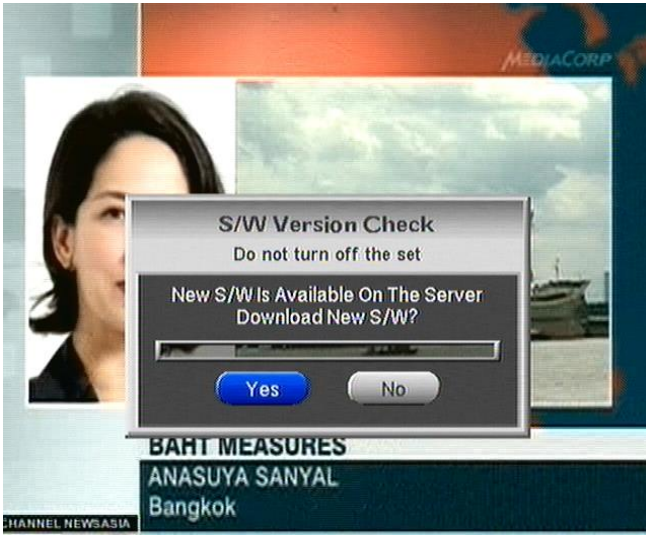 MEDIACORP
S/W Version Check
Do not turn off the set
New S/W Is Available On The Server
Download New S/W?
Yes
No
BAHT MEASURES
ANASUYA SANYAL
Bangkok
CHANNEL NEWSASIA